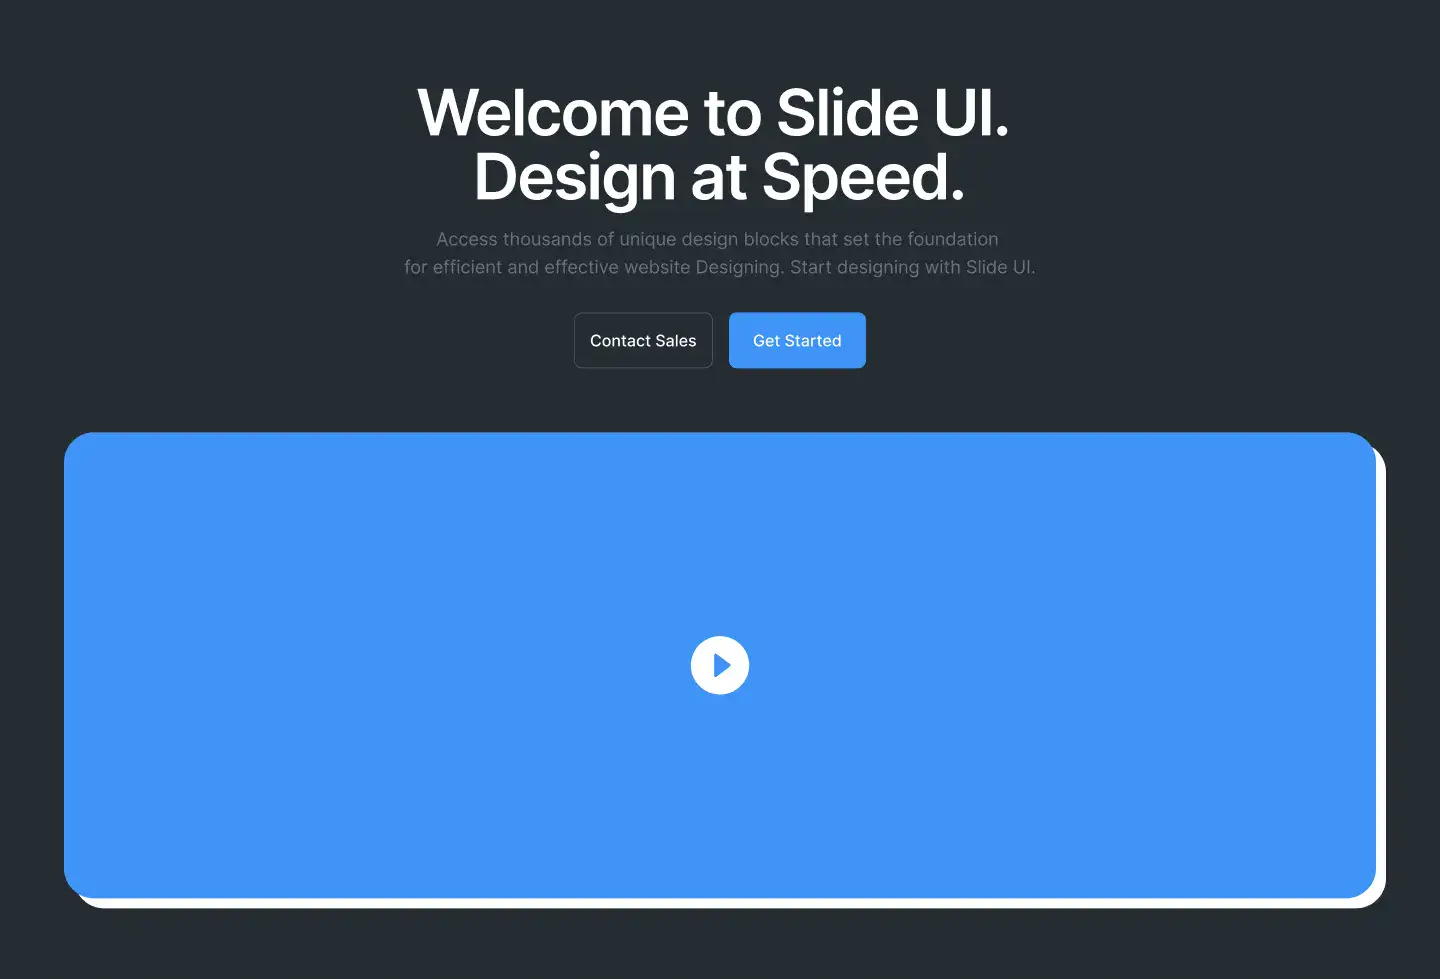 Welcome to Slide UI.
Design at Speed.
Access thousands of unique design blocks that set the foundation
for efficient and effective website Designing. Start designing with Slide UI.
Contact Sales
Get Started